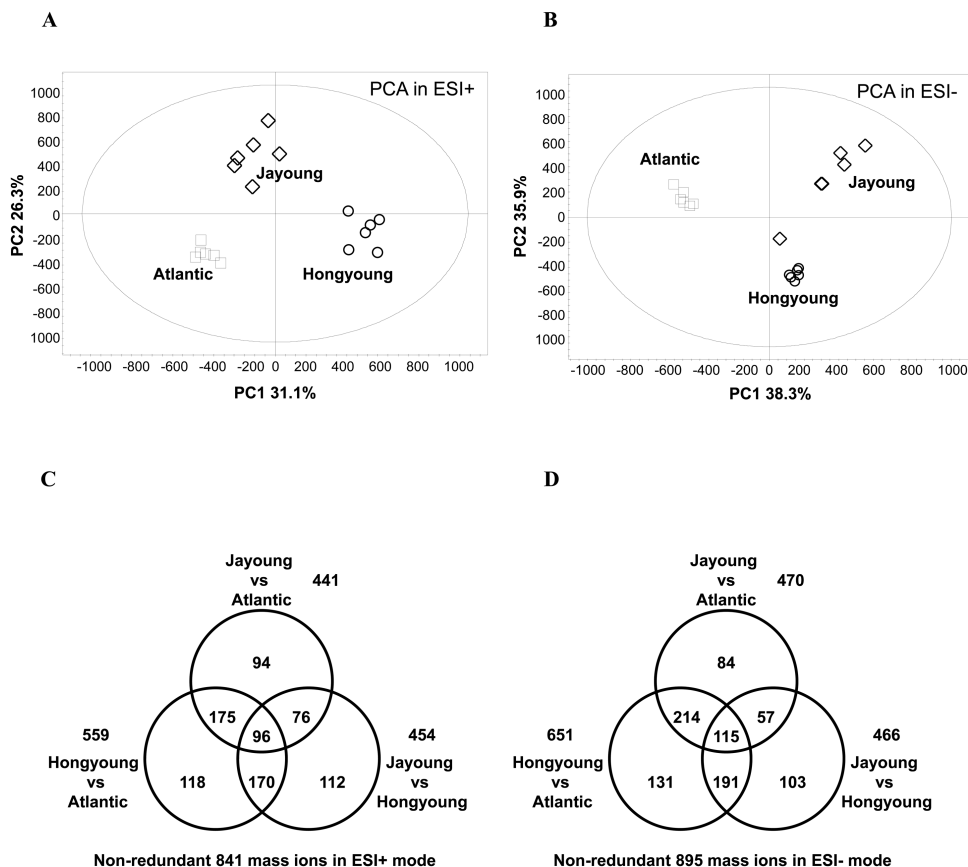 A
PCA in ESI+
1000
800
600
400
200
0
-200
-400
-600
-800
1000
-1000 -800 -600 -400 -200 0 200 400 600 800 1000
PC2 26.3%
PC1 31.1%
Jayoung
Atlantic
Hongyoung
B
PCA in ESI-
1000
800
600
400
200
0
-200
-400
-600
-800
1000
-1000 -800 -600 -400 -200 0 200 400 600 800 1000
PC2 35.9%
PC1 38.3%
Atlantic
Jayoung
Hongyoung
C
Jayoung
vs
Atlantic
441
94
175
76
96
559
Hongyoung
vs
Atlantic
118
170
112
454
Jayoung
vs
Hongyoung
Non-redundant 841 mass ions in ESI+ mode
D
Jayoung
vs
Atlantic
470
84
214
57
115
651
Hongyoung
vs
Atlantic
131
191
103
466
Jayoung
vs
Hongyoung
Non-redundant 895 mass ions in ESI- mode